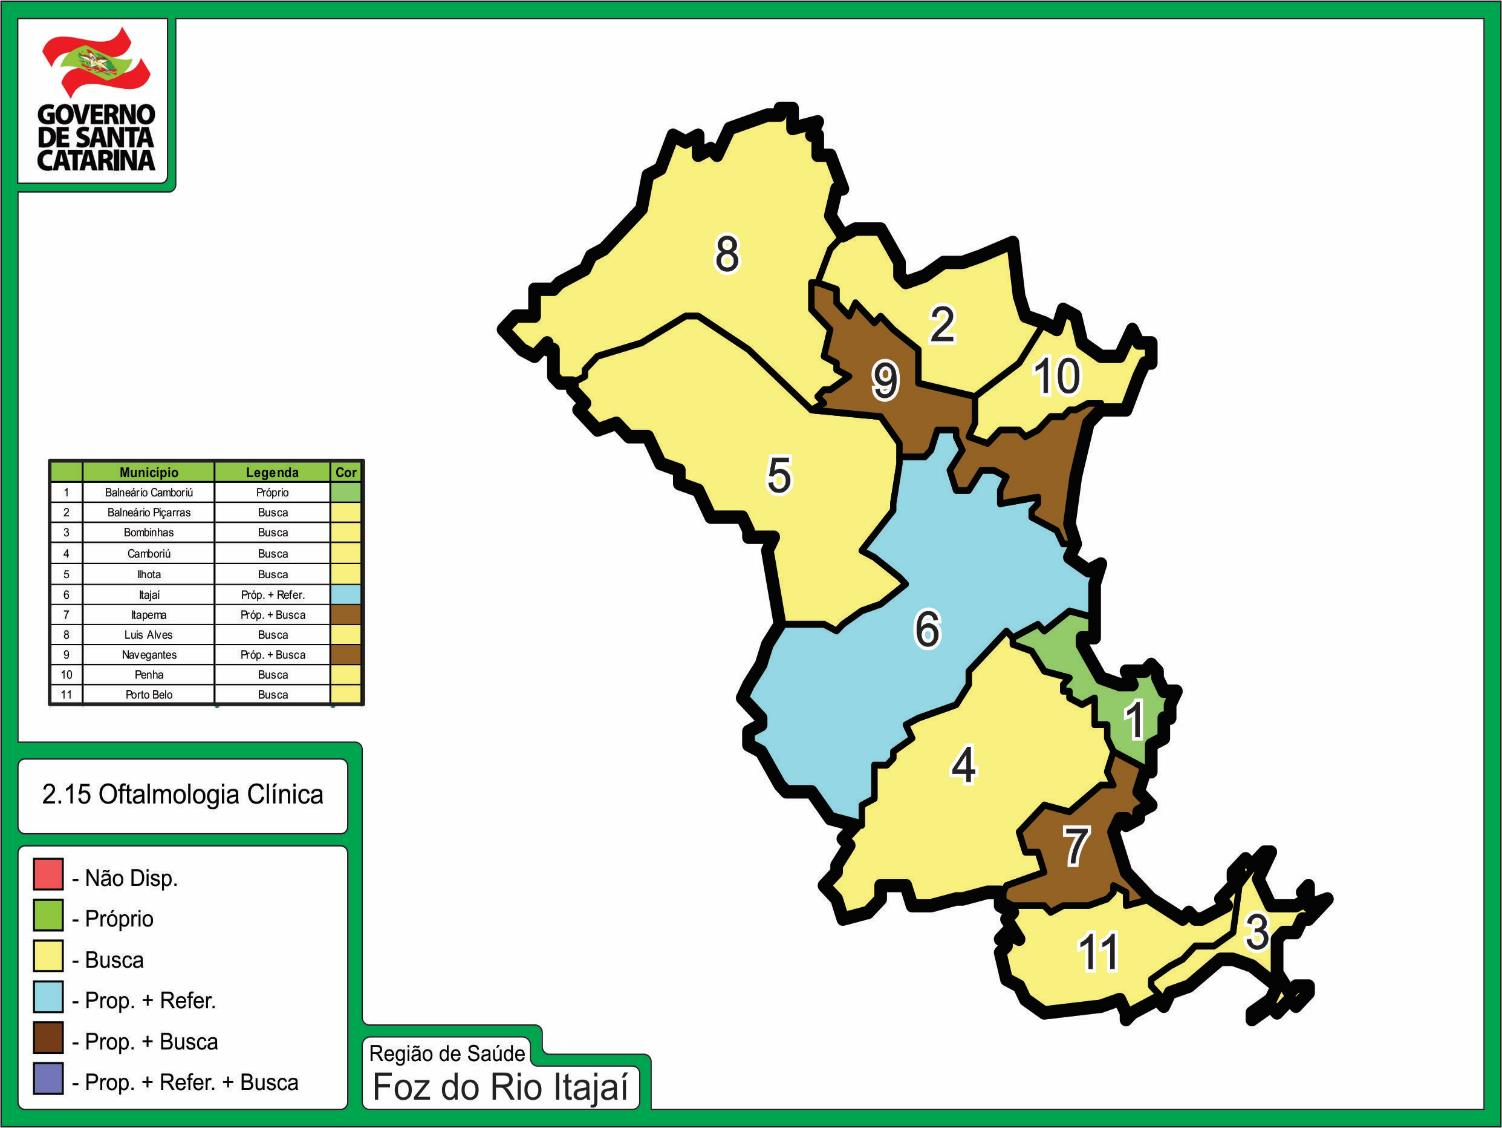 GOVERNO
DE SANTA
CATARINA
8
2
10
9
5
6
1
4
7
3
11
Município Legenda Cor
1 Balneário Camboriú Próprio
2 Balneário Piçarras Busca
3 Bombinhas Busca
4 Camboriú Busca
5 Ilhota Busca
6 Itajaí Próp. + Refer.
7 Itapema Próp. + Busca
8 Luis Alves Busca
9 Navegantes Próp. + Busca
10 Penha Busca
11 Porto Belo Busca
2.15 Oftalmologia Clínica
- Não Disp.
- Próprio
- Busca
- Prop. + Refer.
- Prop. + Busca
- Prop. + Refer. + Busca
Região de Saúde
Foz do Rio Itajaí